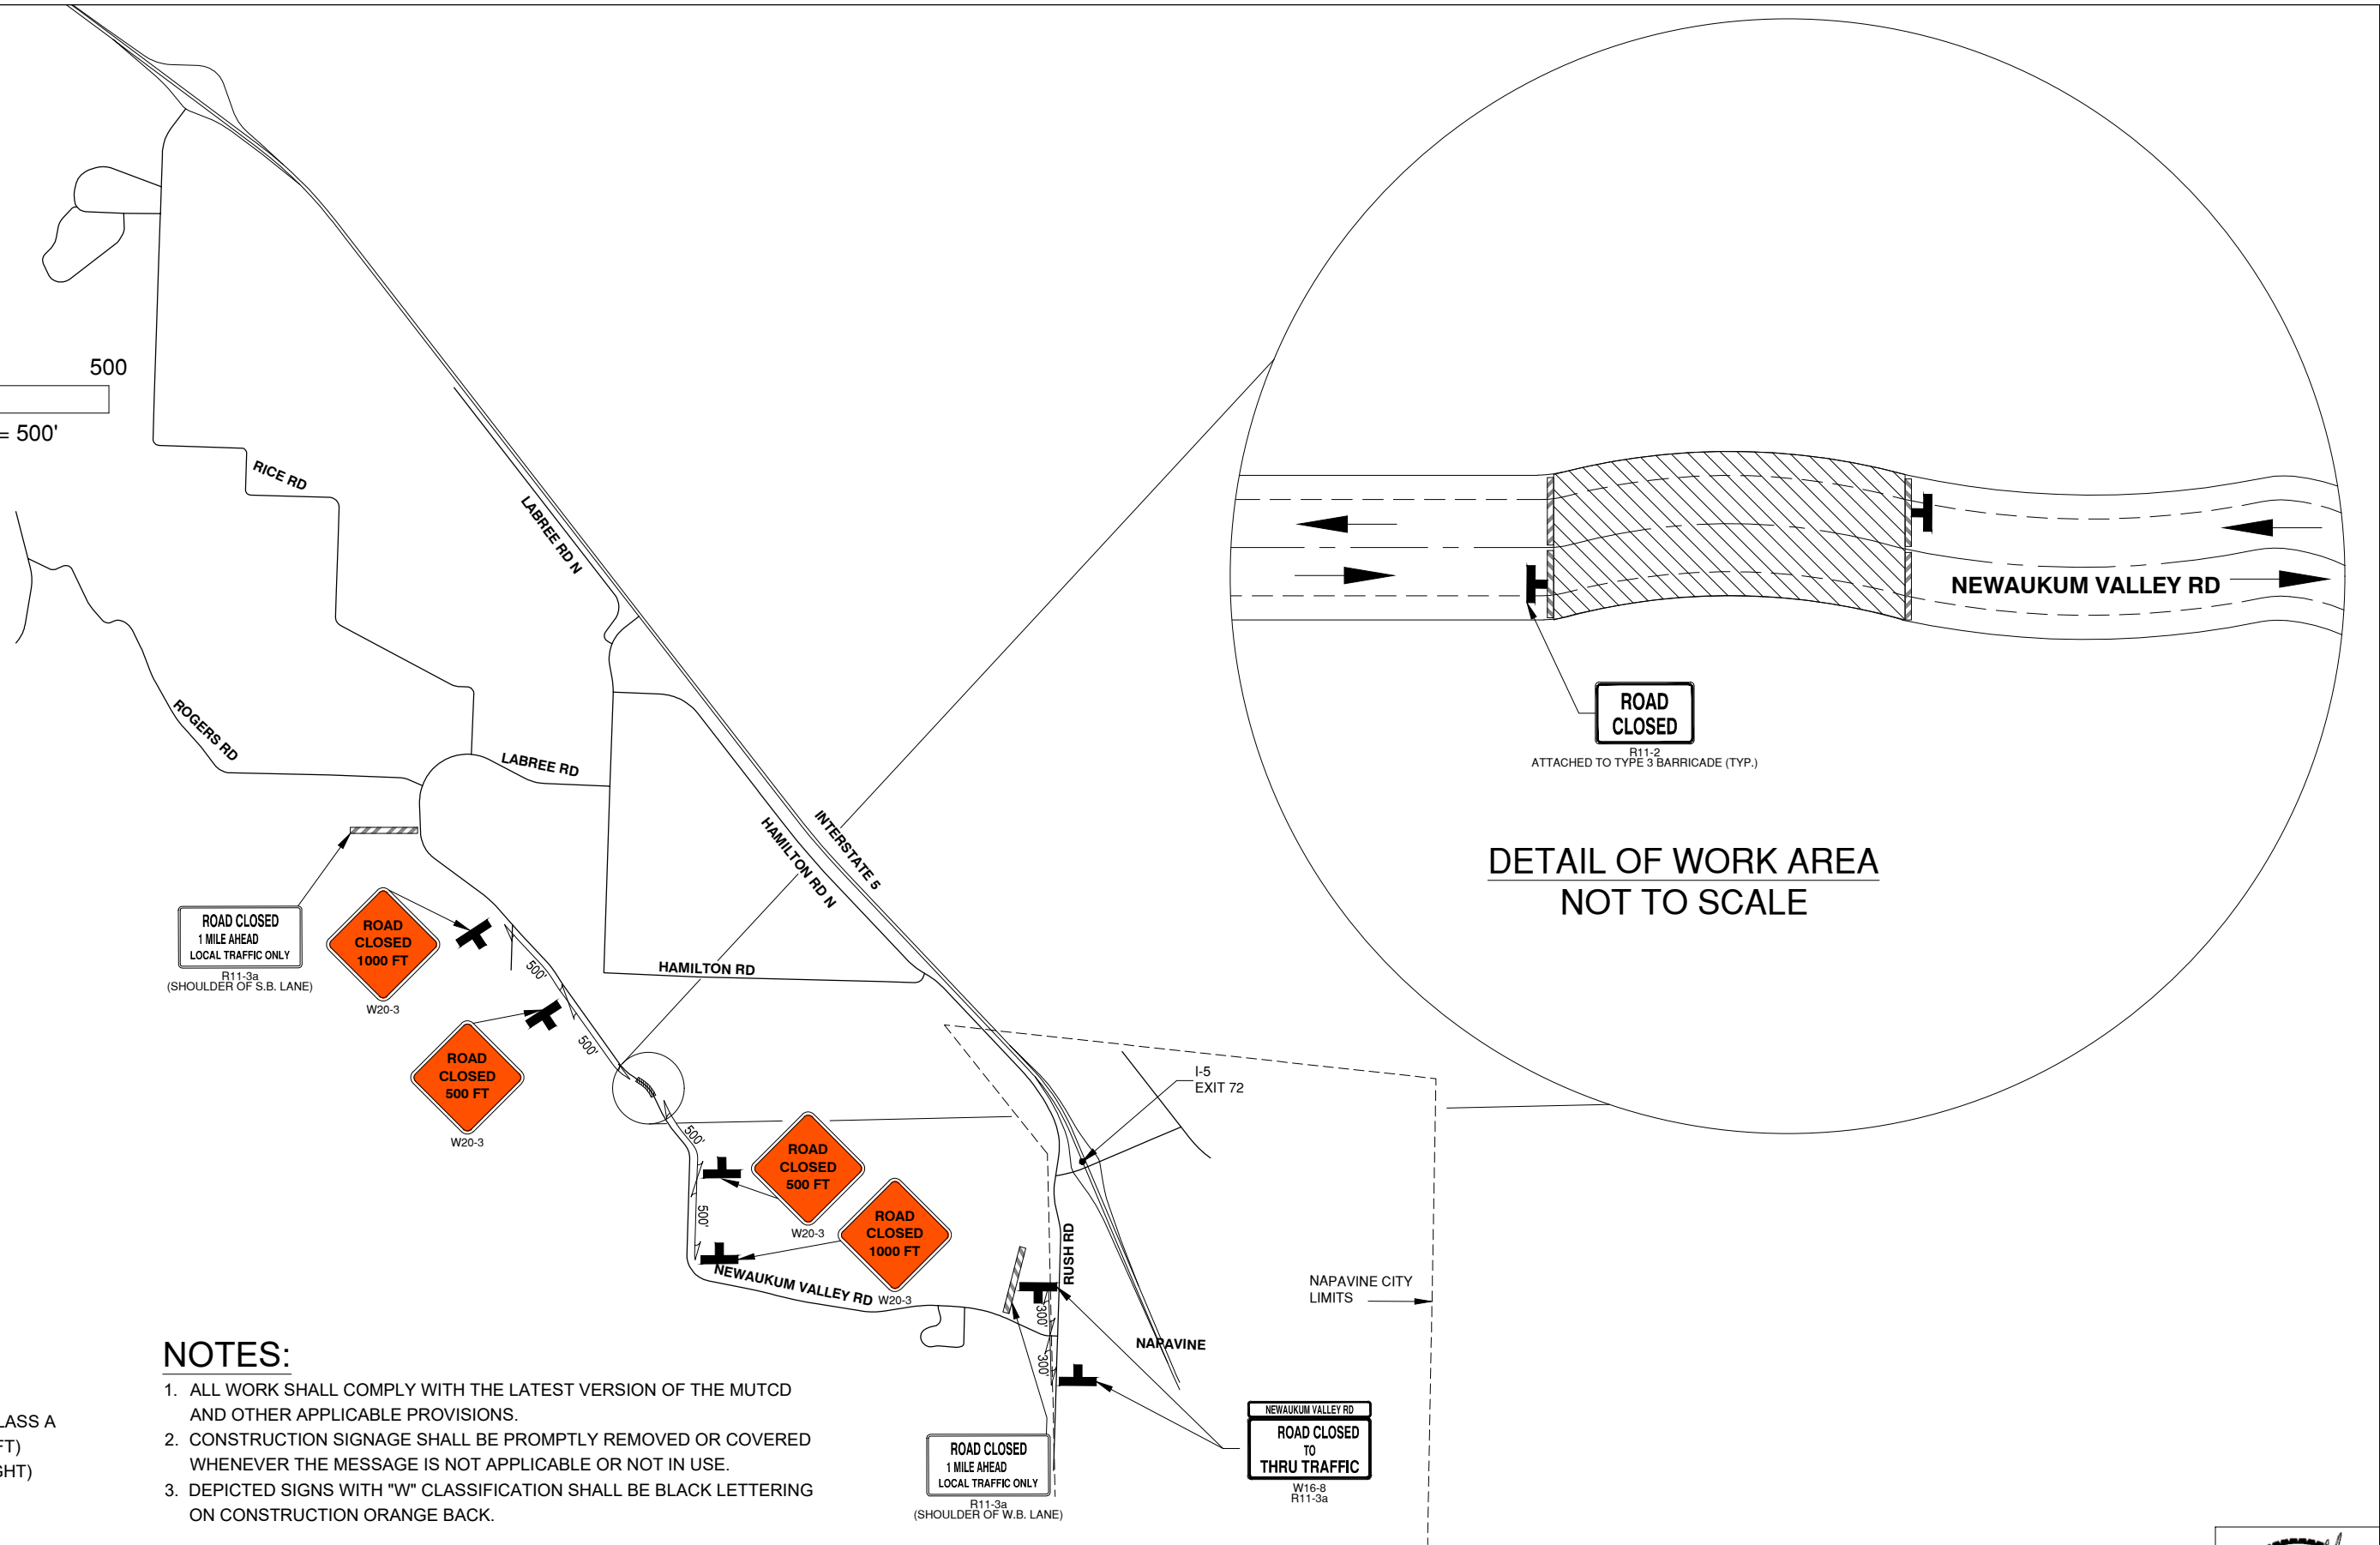 500
= 500'
RICE RD
LABREE RD N
ROGERS RD
LABREE RD
HAMILTON RD N
INTERSTATE 5
HAMILTON RD
ROAD CLOSED
1 MILE AHEAD
LOCAL TRAFFIC ONLY
R11-3a
(SHOULDER OF S.B. LANE)
ROAD
CLOSED
1000 FT
W20-3
500'
ROAD
CLOSED
500 FT
W20-3
500'
500'
ROAD
CLOSED
500 FT
W20-3
500'
ROAD
CLOSED
1000 FT
W20-3
NEWAUKUM VALLEY RD
RUSH RD
300'
300'
I-5
EXIT 72
NAPAVINE CITY
LIMITS
NAPAVINE
NEWAUKUM VALLEY RD
ROAD CLOSED
TO
THRU TRAFFIC
W16-8
R11-3a
ROAD CLOSED
1 MILE AHEAD
LOCAL TRAFFIC ONLY
R11-3a
(SHOULDER OF W.B. LANE)
NEWAUKUM VALLEY RD
ROAD
CLOSED
R11-2
ATTACHED TO TYPE 3 BARRICADE (TYP.)
DETAIL OF WORK AREA
NOT TO SCALE
LASS A
FT)
GHT)
NOTES:
1. ALL WORK SHALL COMPLY WITH THE LATEST VERSION OF THE MUTCD
AND OTHER APPLICABLE PROVISIONS.
2. CONSTRUCTION SIGNAGE SHALL BE PROMPTLY REMOVED OR COVERED
WHENEVER THE MESSAGE IS NOT APPLICABLE OR NOT IN USE.
3. DEPICTED SIGNS WITH "W" CLASSIFICATION SHALL BE BLACK LETTERING
ON CONSTRUCTION ORANGE BACK.